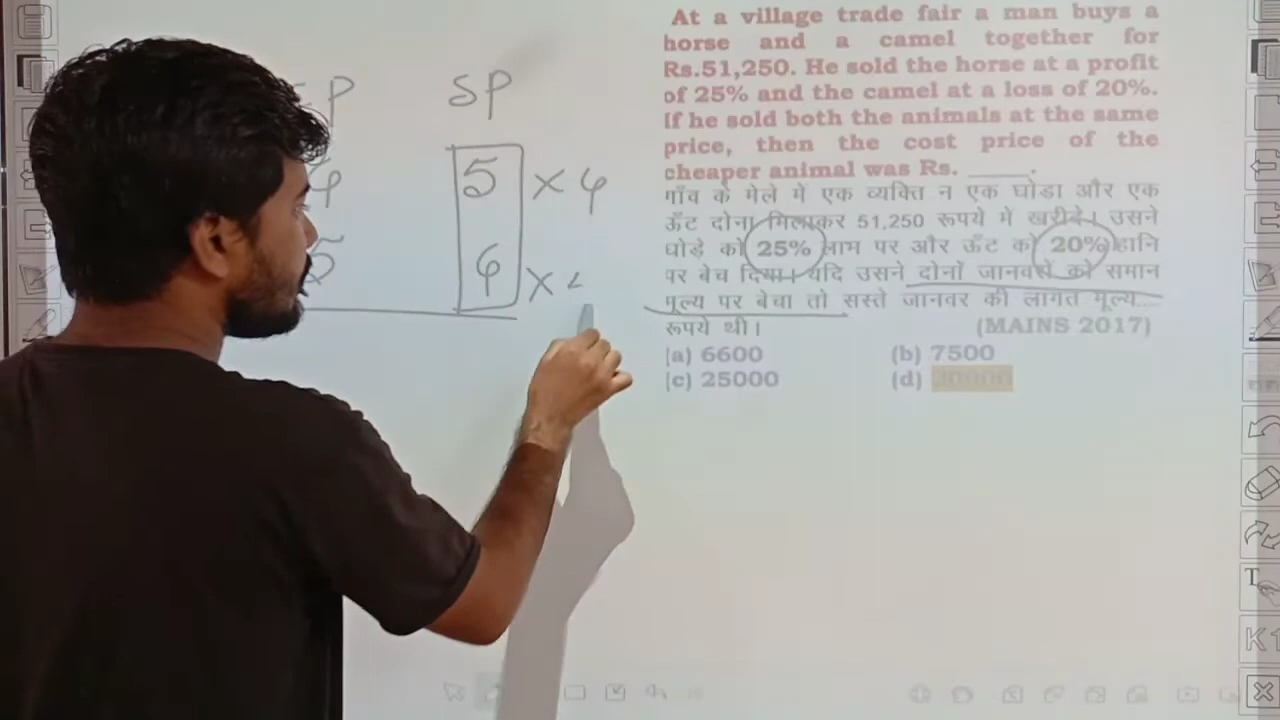 At a village trade fair a man buys a
horse and a camel together for
Rs.51,250. He sold the horse at a profit
of 25% and the camel at a loss of 20%.
If he sold both the animals at the same
price, then the cost price of the
cheaper animal was Rs. _____.
गाँव के मेले में एक व्यक्ति न एक घोडा और एक
ऊँट दोना मिलाकर 51,250 रूपये में खरीदे। उसने
घोड़े को 25% लाभ पर और ऊँट को 20% हानि
पर बेच दिया। यदि उसने दोनों जानवरों को समान
मूल्य पर बेचा तो सस्ते जानवर की लागत मूल्य...
रूपये थी। (MAINS 2017)
(a) 6600 (b) 7500
(c) 25000 (d)
P SP
4 5 × 4
5 6 ×
T
K1